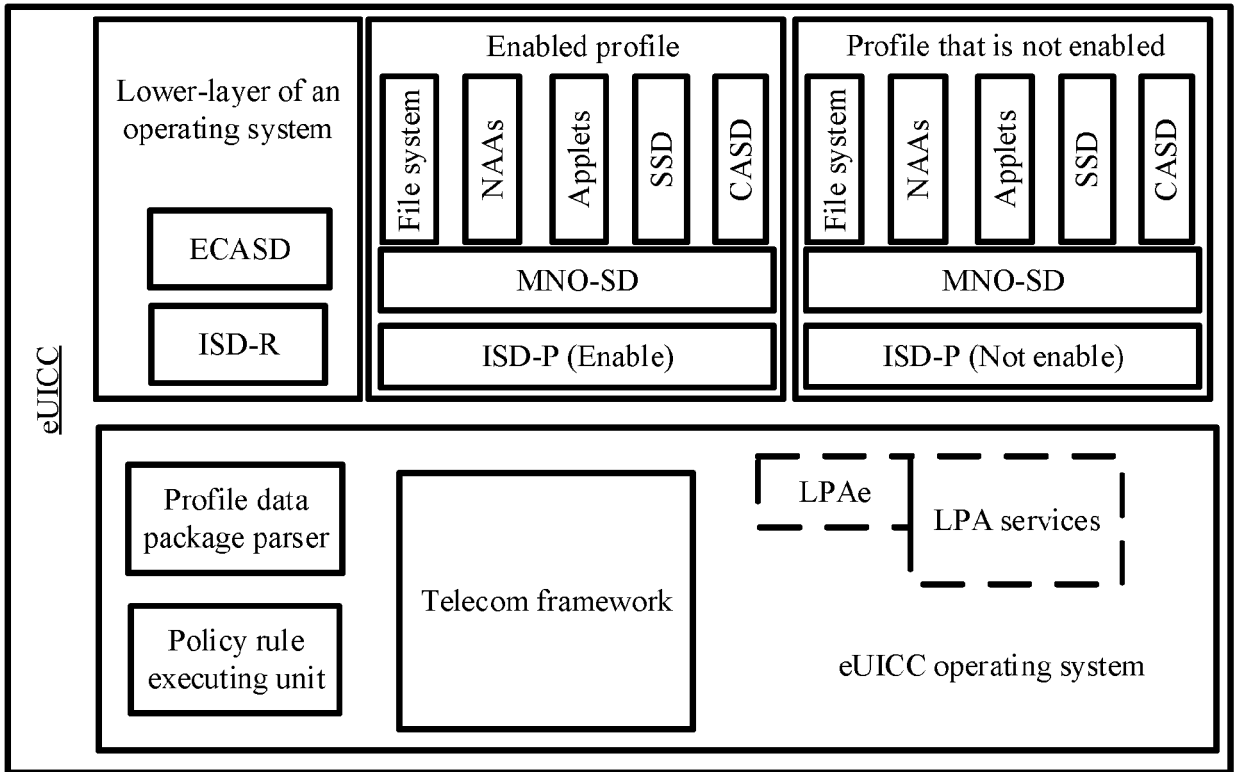 eUICC
Lower-layer of an
operating system
ECASD
ISD-R
Enabled profile
File system
NAAs
Applets
SSD
CASD
MNO-SD
ISD-P (Enable)
Profile that is not enabled
File system
NAAs
Applets
SSD
CASD
MNO-SD
ISD-P (Not enable)
Profile data
package parser
Policy rule
executing unit
Telecom framework
LPAe
LPA services
eUICC operating system